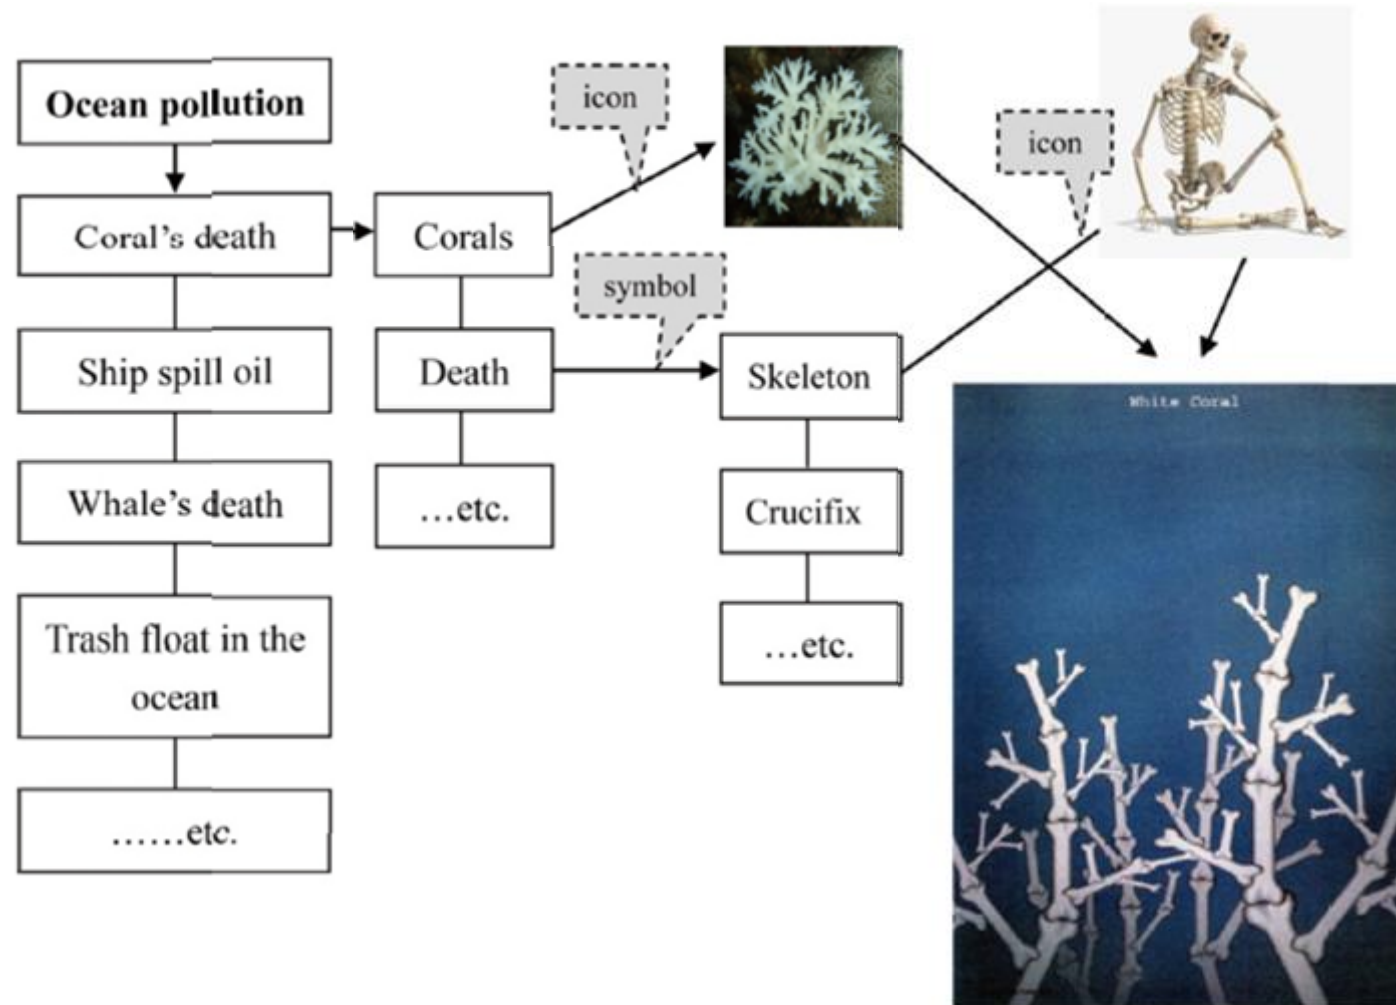 Ocean pollution
Coral's death
Ship spill oil
Whale's death
Trash float in the
ocean
……etc.
Corals
Death
…etc.
icon
symbol
Skeleton
Crucifix
…etc.
icon
White Coral